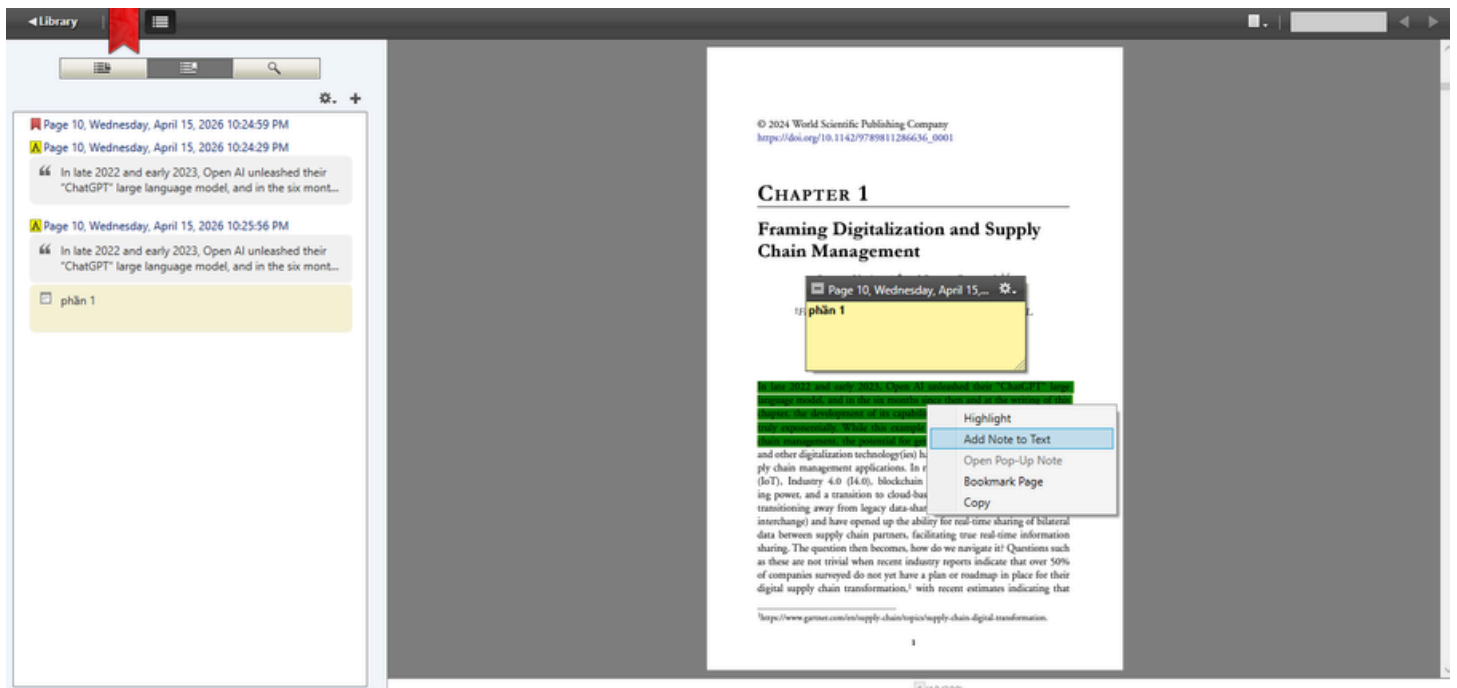 Library
Page 10, Wednesday, April 15, 2026 10:24:59 PM
Page 10, Wednesday, April 15, 2026 10:24:29 PM
In late 2022 and early 2023, Open AI unleashed their
"ChatGPT" large language model, and in the six mont...
Page 10, Wednesday, April 15, 2026 10:25:56 PM
In late 2022 and early 2023, Open AI unleashed their
"ChatGPT" large language model, and in the six mont...
phần 1
© 2024 World Scientific Publishing Company
https://doi.org/10.1142/9789811286636_0001
CHAPTER 1
Framing Digitalization and Supply
Chain Management
Page 10, Wednesday, April 15,...
phần 1
In late 2022 and early 2023, Open AI unleashed their "ChatGPT" large
language model, and in the six months since then and at the writing of this
chapter, the development of its
truly exponentially. While this example
chain management, the potential for
and other digitalization technology(ies)
ply chain management applications. In
(IoT), Industry 4.0 (I4.0), blockchain
ing power, and a transition to
transitioning away from legacy
interchange) and have opened up the ability for real-time sharing of bilateral
data between supply chain partners, facilitating true real-time information
sharing. The question then becomes, how do we navigate it? Questions such
as these are not trivial when recent industry reports indicate that over 50%
of companies surveyed do not yet have a plan or roadmap in place for their
digital supply chain transformation,¹ with recent estimates indicating that
Highlight
Add Note to Text
Open Pop-Up Note
Bookmark Page
Copy
¹https://www.gartner.com/en/supply-chain/topics/supply-chain-digital-transformation.
1